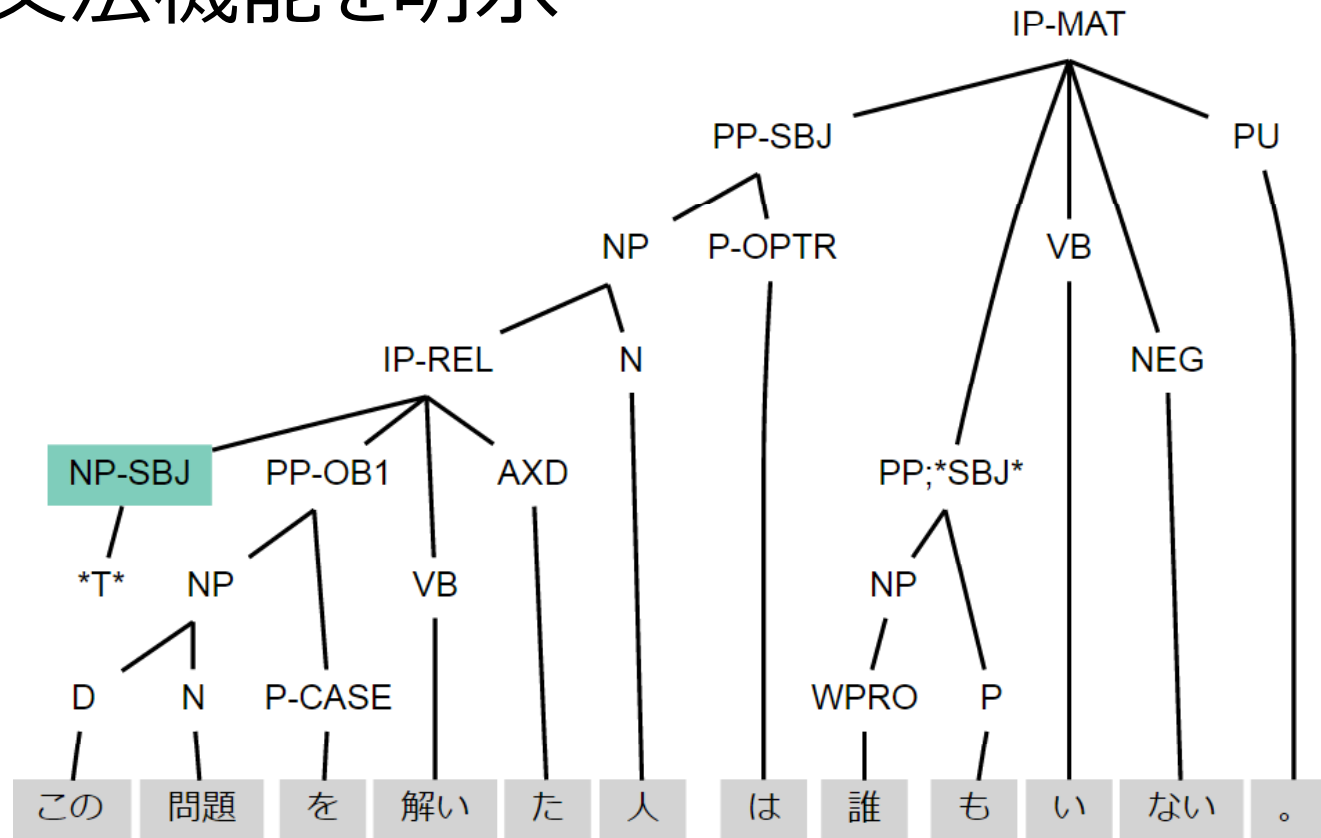 文法機能を明示
IP-MAT
PP-SBJ PU
NP P-OPTR VB
IP-REL N NEG
NP-SBJ PP-OB1 AXD PP;*SBJ*
*T* NP VB NP
D N P-CASE WPRO P
この 問題 を 解い た 人 は 誰 も い ない 。